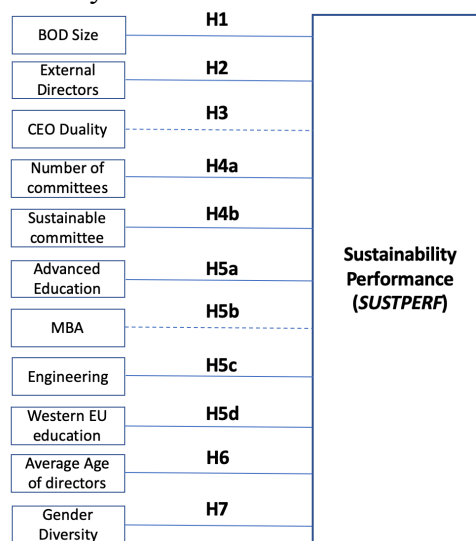 H1
BOD Size
H2
External
Directors
H3
CEO Duality
H4a
Number of
committees
H4b
Sustainable
committee
H5a
Advanced
Education
H5b
MBA
H5c
Engineering
H5d
Western EU
education
H6
Average Age
of directors
H7
Gender
Diversity
Sustainability
Performance
(SUSTPERF)